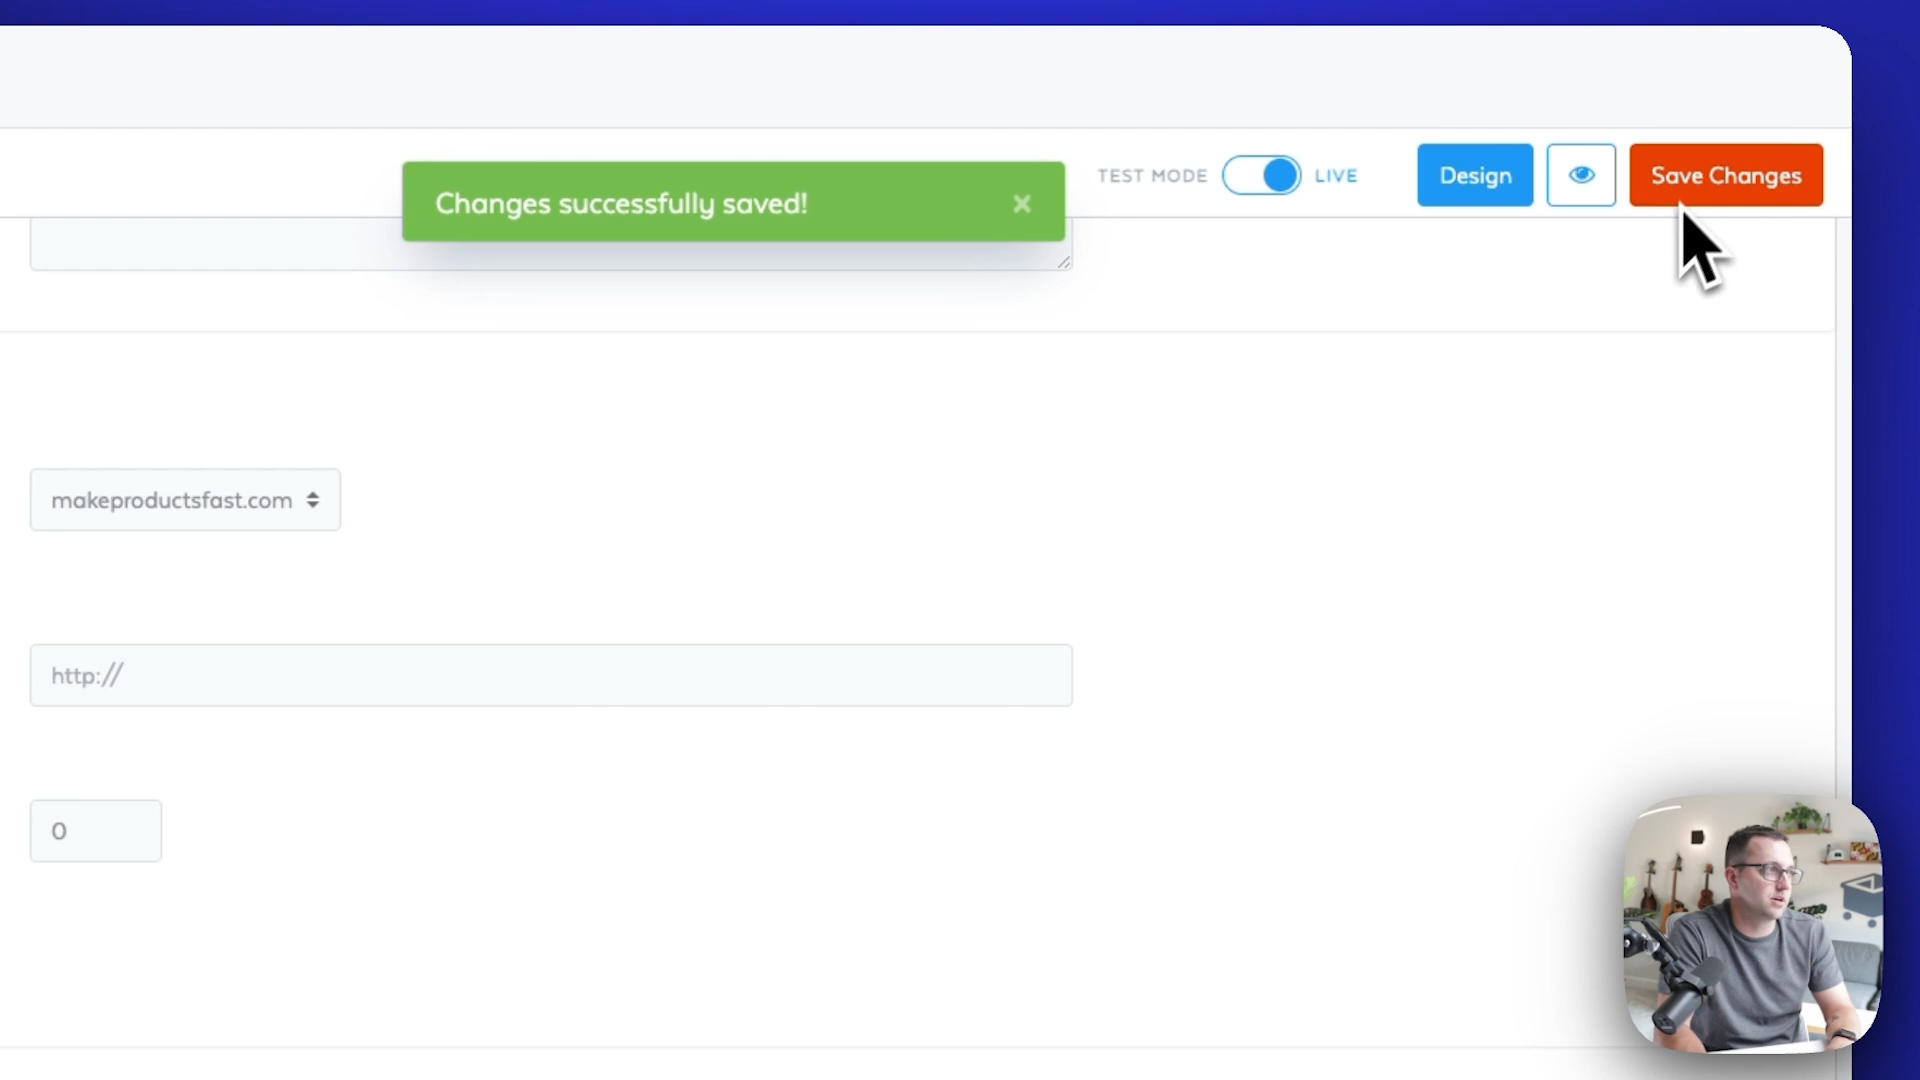 TEST MODE LIVE Design Save Changes
Changes successfully saved! ×
makeproductsfast.com
http://
0